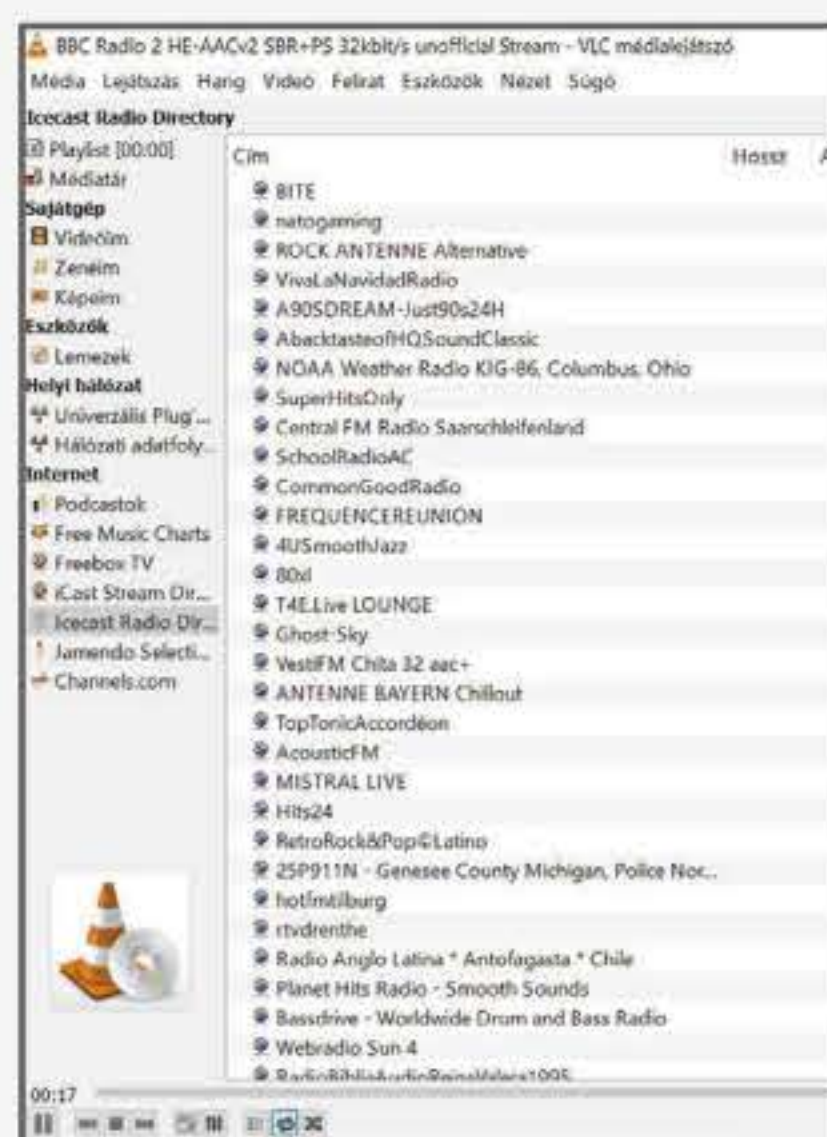 BBC Radio 2 HE-AACv2 SBR+PS 32kbit/s unofficial Stream - VLC médialejátszó
Média Lejátszás Hang Videó Felirat Eszközök Nézet Súgó
Icecast Radio Directory
Playlist [00:00]
Médiatár
Sajátgép
Videóim
Zenéim
Képeim
Eszközök
Lemezek
Helyi hálózat
Univerzális Plug'...
Hálózati adatfoly...
Internet
Podcastok
Free Music Charts
Freebox TV
iCast Stream Dir...
Icecast Radio Dir...
Jamendo Selecti...
Channels.com
Cím Hossz A
BITE
natogaming
ROCK ANTENNE Alternative
VivaLaNavidadRadio
A90SDREAM-Just90s24H
AbacktasteofHQSoundClassic
NOAA Weather Radio KIG-86, Columbus, Ohio
SuperHitsOnly
Central FM Radio Saarschleifenland
SchoolRadioAC
CommonGoodRadio
FREQUENCEREUNION
4USmoothJazz
80xl
T4E.Live LOUNGE
Ghost-Sky
VestiFM Chita 32 aac+
ANTENNE BAYERN Chillout
TopTonicAccordéon
AcousticFM
MISTRAL LIVE
Hits24
RetroRock&Pop©Latino
25P911N - Genesee County Michigan, Police Nor...
hotfmtilburg
rtvdrenthe
Radio Anglo Latina * Antofagasta * Chile
Planet Hits Radio - Smooth Sounds
Bassdrive - Worldwide Drum and Bass Radio
Webradio Sun 4
RadioBibliaAudioReinaValera1995
00:17